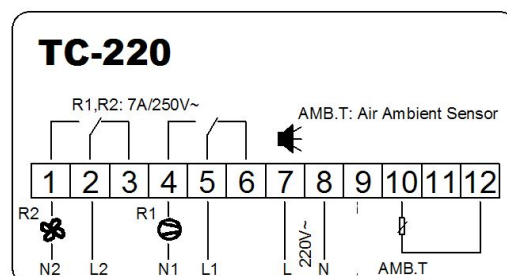 TC-220
R1,R2: 7A/250V~
AMB.T: Air Ambient Sensor
1 2 3 4 5 6 7 8 9 10 11 12
R2 R1
220V~
N2 L2 N1 L1 L N AMB.T